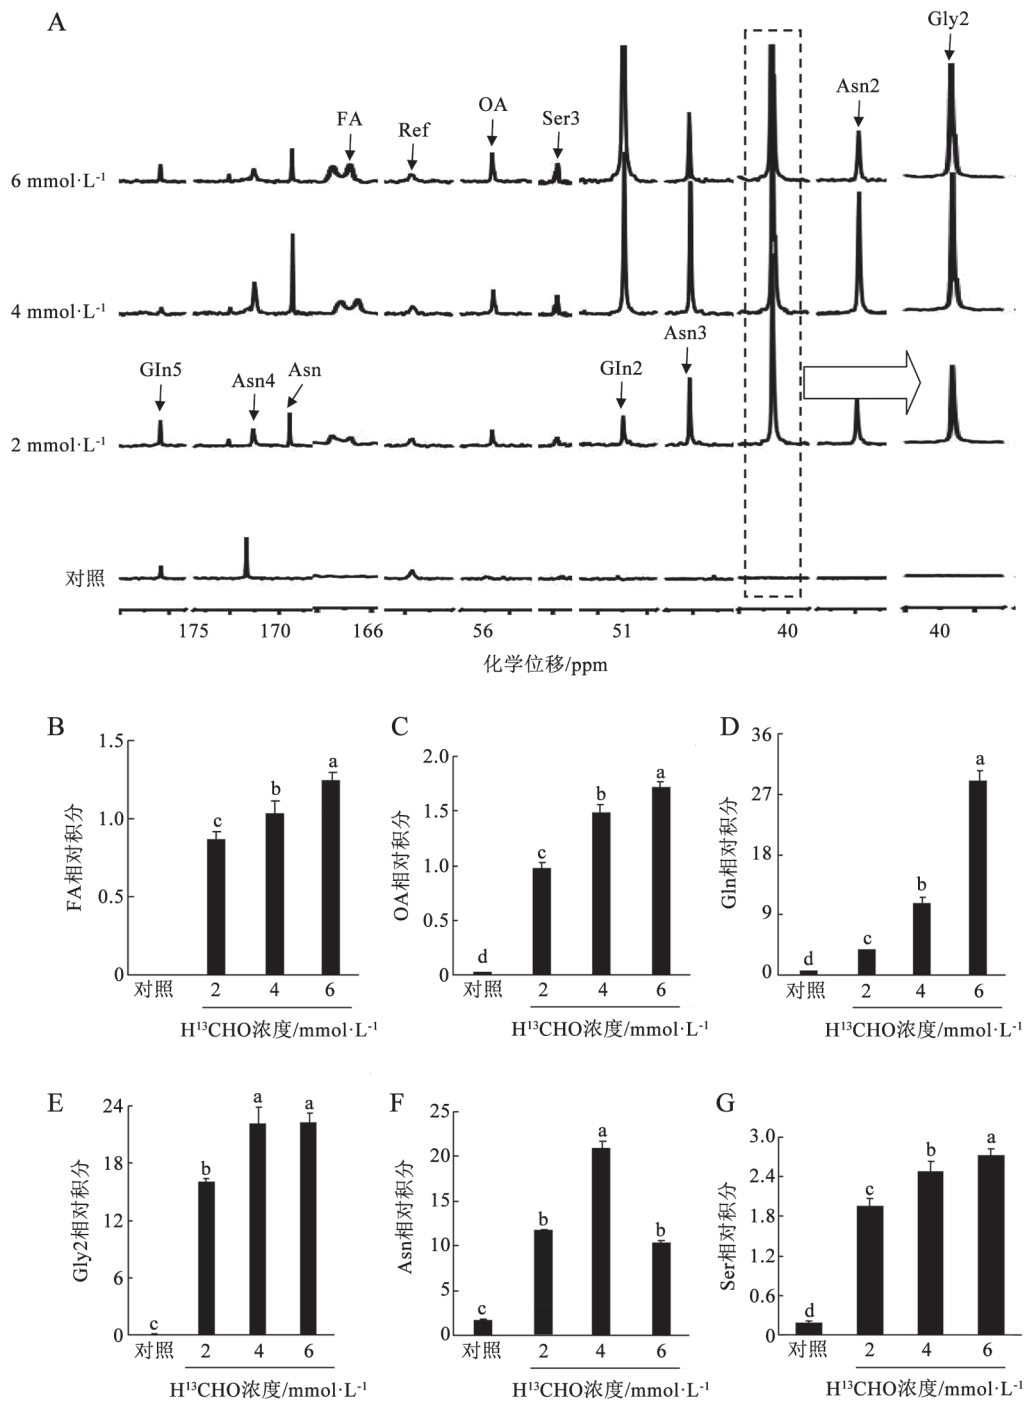 A
Gly2
Asn2
OA
FA
Ser3
Ref
6 mmol·L⁻¹
4 mmol·L⁻¹
Asn3
GIn5
Asn
GIn2
Asn4
2 mmol·L⁻¹
对照
175 170 166 56 51 40 40
化学位移/ppm
B
1.5
1.0
0.5
0
FA相对积分
c b a
对照 2 4 6
H¹³CHO浓度/mmol·L⁻¹
C
2.0
1.5
1.0
0.5
0
OA相对积分
d c b a
对照 2 4 6
H¹³CHO浓度/mmol·L⁻¹
D
36
27
18
9
0
Gln相对积分
d c b a
对照 2 4 6
H¹³CHO浓度/mmol·L⁻¹
E
24
18
12
6
0
Gly2相对积分
c b a a
对照 2 4 6
H¹³CHO浓度/mmol·L⁻¹
F
25
20
15
10
5
0
Asn相对积分
c b a b
对照 2 4 6
H¹³CHO浓度/mmol·L⁻¹
G
3.0
2.4
1.8
1.2
0.6
0
Ser相对积分
d c b a
对照 2 4 6
H¹³CHO浓度/mmol·L⁻¹